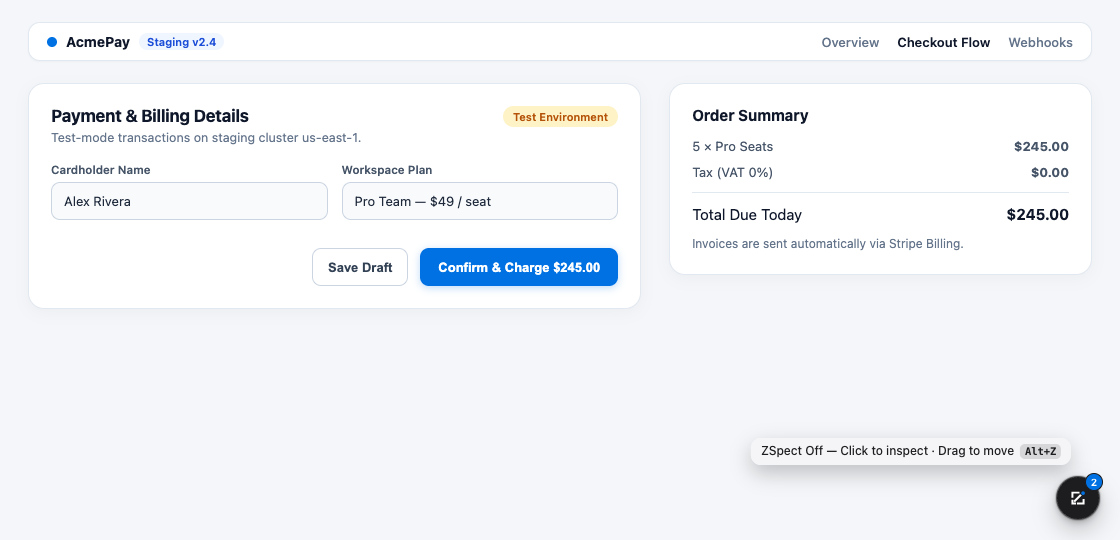 AcmePay Staging v2.4 Overview Checkout Flow Webhooks
Payment & Billing Details Test Environment
Test-mode transactions on staging cluster us-east-1.
Cardholder Name Workspace Plan
Alex Rivera Pro Team — $49 / seat
Save Draft Confirm & Charge $245.00
Order Summary
5 × Pro Seats $245.00
Tax (VAT 0%) $0.00
Total Due Today $245.00
Invoices are sent automatically via Stripe Billing.
ZSpect Off — Click to inspect · Drag to move Alt+Z
2